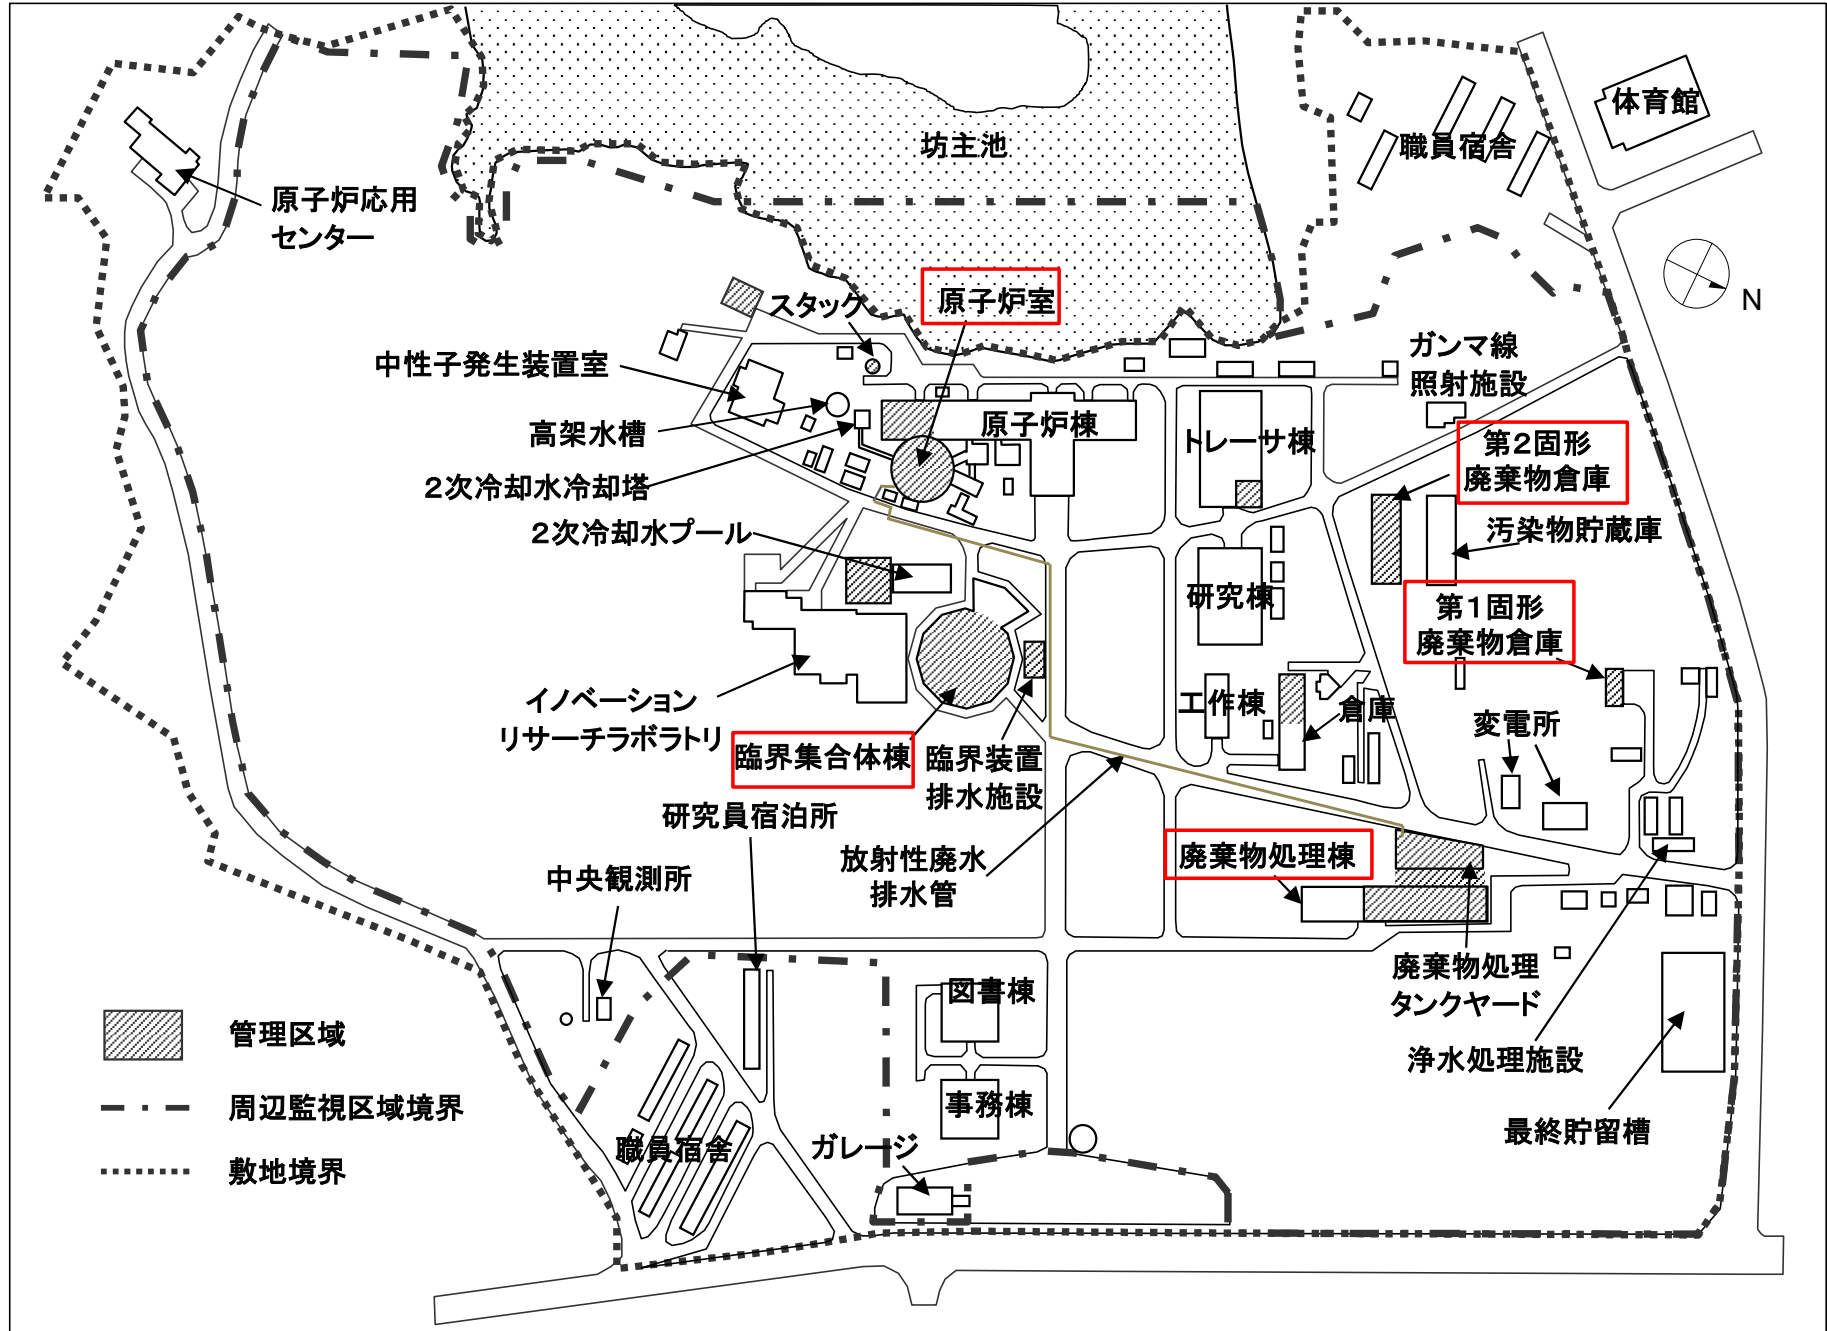 体育館
坊主池
職員宿舎
原子炉応用
センター
N
スタック
原子炉室
中性子発生装置室
ガンマ線
照射施設
高架水槽
原子炉棟
トレーサ棟
第2固形
廃棄物倉庫
2次冷却水冷却塔
2次冷却水プール
汚染物貯蔵庫
研究棟
第1固形
廃棄物倉庫
イノベーション
リサーチラボラトリ
工作棟
倉庫
変電所
臨界集合体棟
臨界装置
排水施設
研究員宿泊所
放射性廃水
排水管
廃棄物処理棟
中央観測所
廃棄物処理
タンクヤード
図書棟
浄水処理施設
事務棟
最終貯留槽
職員宿舎
ガレージ
管理区域
周辺監視区域境界
敷地境界